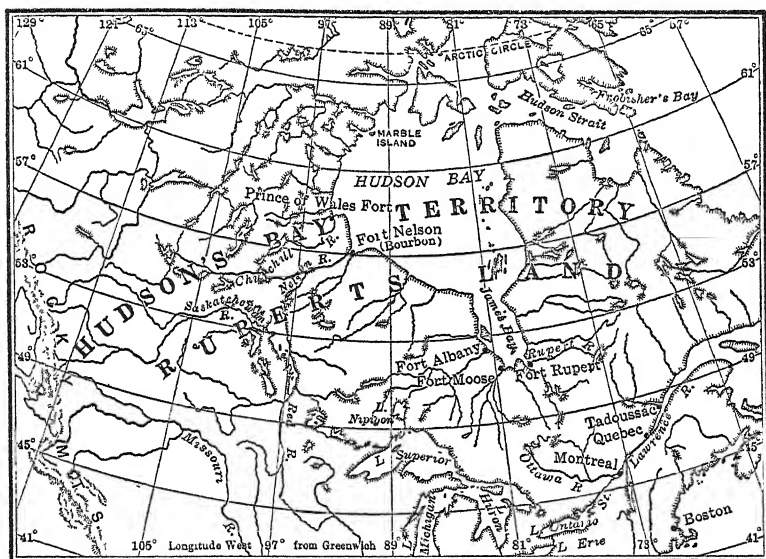 129° 121° 113° 105° 97° 89° 81° 73° 65° 57°
ARCTIC CIRCLE
61° 61°
Frobisher's Bay
Hudson Strait
MARBLE
ISLAND
57° 57°
HUDSON BAY
Prince of Wales Fort
HUDSON'S BAY TERRITORY
Fort Nelson
(Bourbon)
53° 53°
Churchill R.
Nelson R.
RUPERTS LAND
Saskatchewan
R.
James Bay
ROCKY MTS
Rupert R.
Fort Albany
49° 49°
Fort Moose Fort Rupert
L.
Nipigon
Red R.
Tadoussac
Quebec
Lawrence R.
45° 45°
Missouri
R.
L Superior
Ottawa R
Montreal
St.
L Huron
L Michigan
Boston
L Ontario
L Erie
41° 105° Longitude West 97° from Greenwich 89° 81° 73° 41°